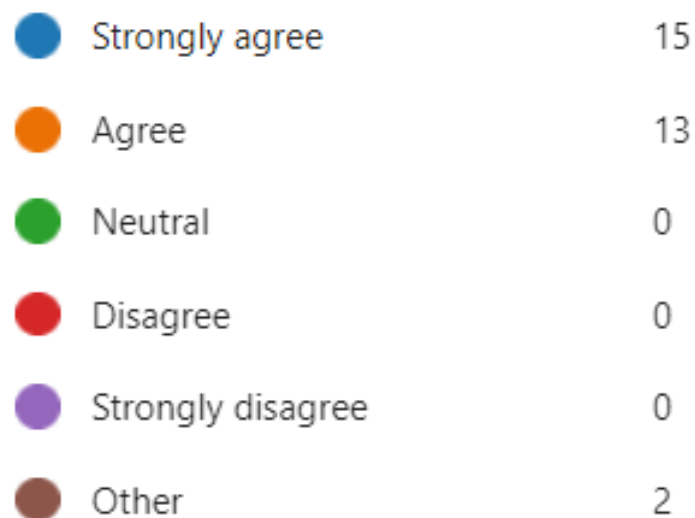 Strongly agree 15
Agree 13
Neutral 0
Disagree 0
Strongly disagree 0
Other 2